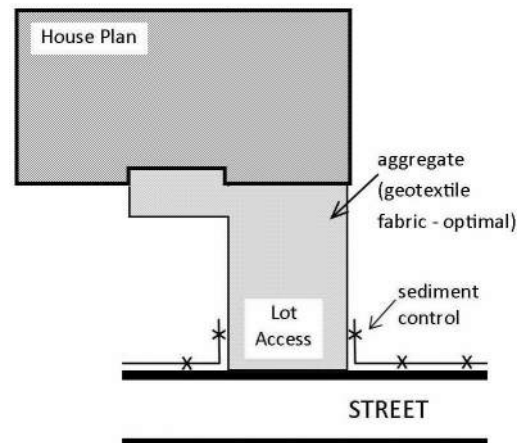 House Plan
aggregate
(geotextile
fabric - optimal)
sediment
control
Lot
Access
STREET